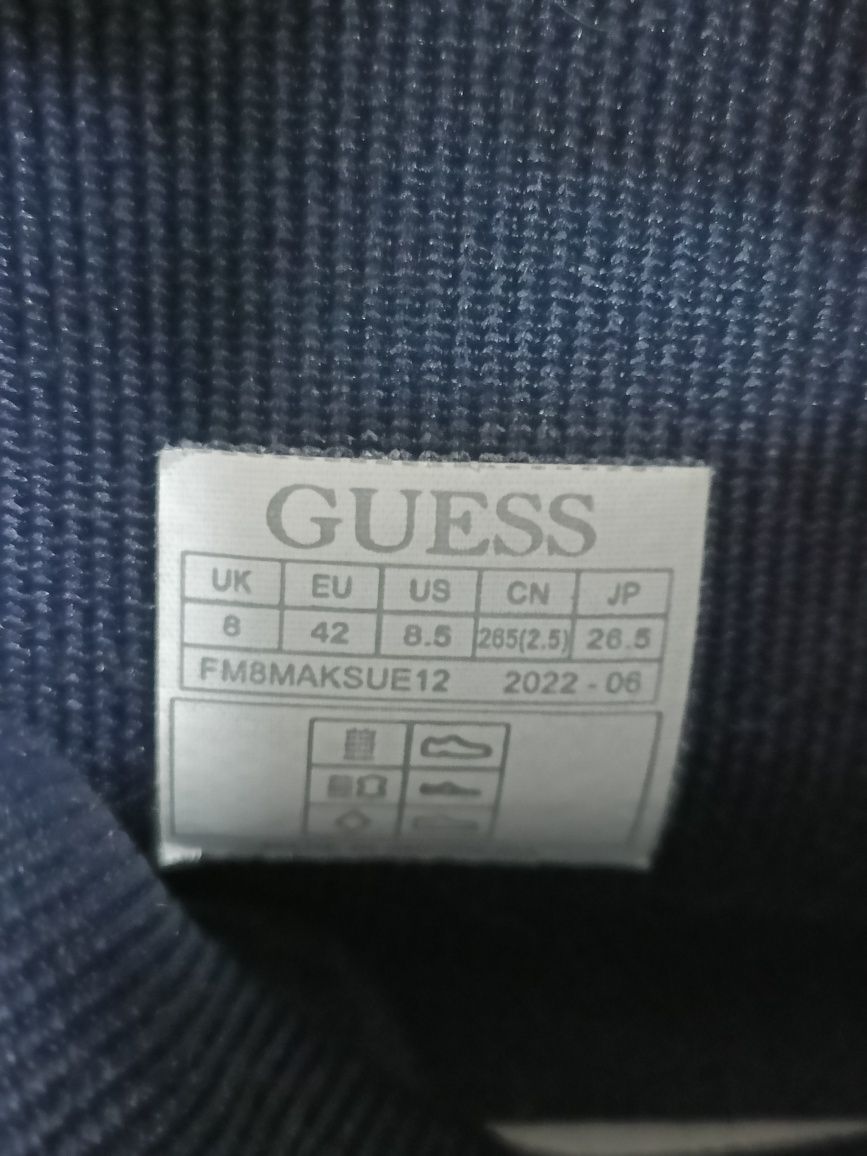 GUESS
UK EU US CN JP
8 42 8.5 265(2.5) 26.5
FM8MAKSUE12 2022 - 06